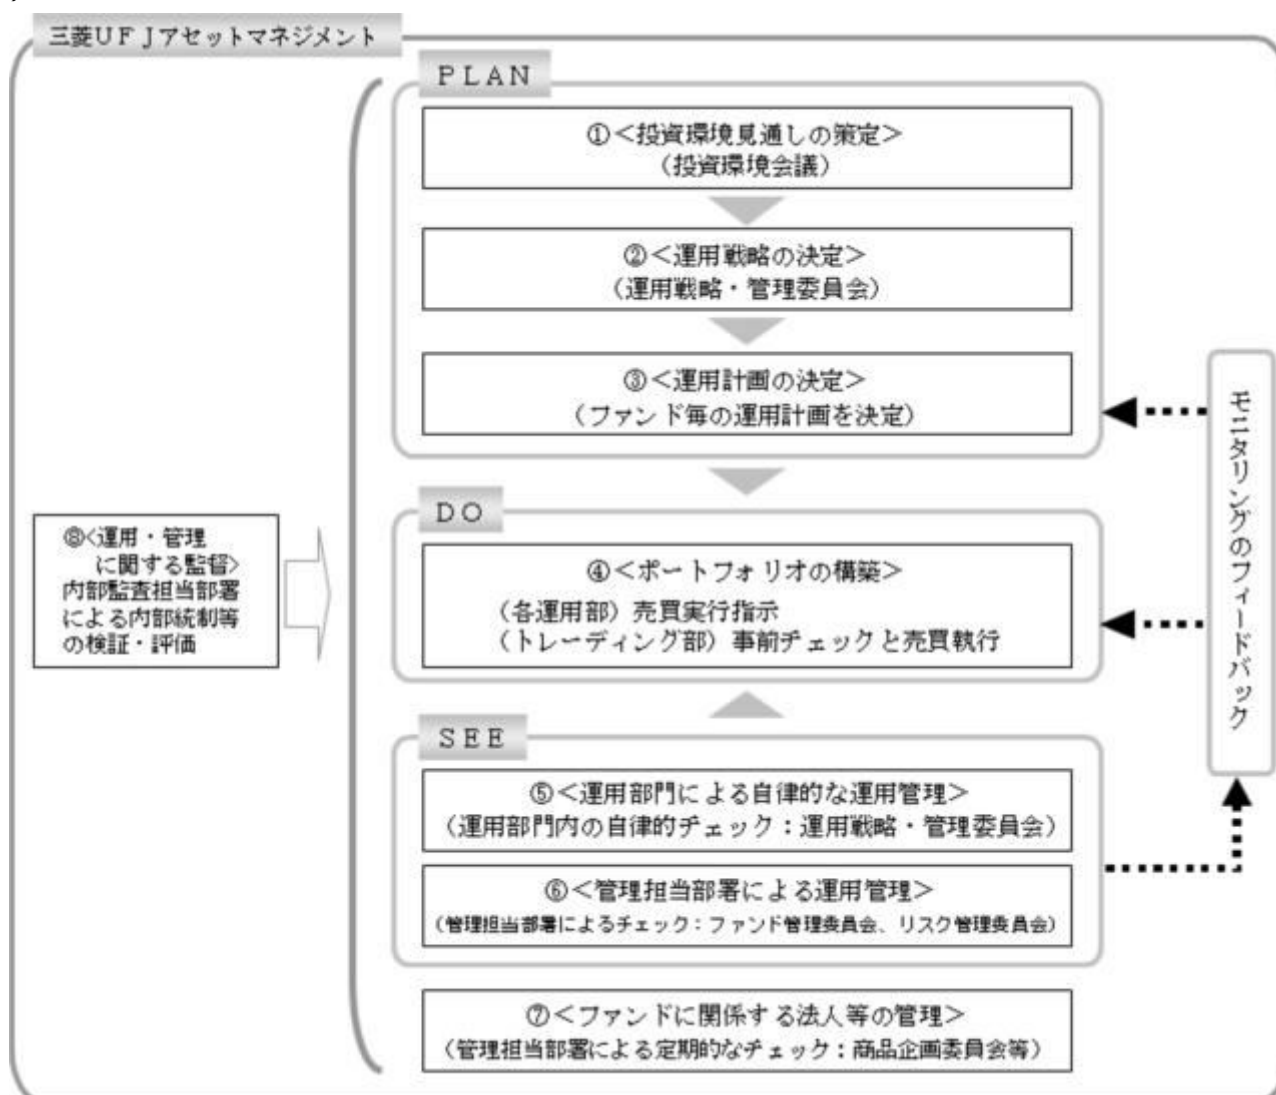 三菱ＵＦＪアセットマネジメント
ＰＬＡＮ
①＜投資環境見通しの策定＞
（投資環境会議）
②＜運用戦略の決定＞
（運用戦略・管理委員会）
③＜運用計画の決定＞
（ファンド毎の運用計画を決定）
ＤＯ
④＜ポートフォリオの構築＞
（各運用部）売買実行指示
（トレーディング部）事前チェックと売買執行
ＳＥＥ
⑤＜運用部門による自律的な運用管理＞
（運用部門内の自律的チェック：運用戦略・管理委員会）
⑥＜管理担当部署による運用管理＞
（管理担当部署によるチェック：ファンド管理委員会、リスク管理委員会）
⑦＜ファンドに関係する法人等の管理＞
（管理担当部署による定期的なチェック：商品企画委員会等）
⑧<運用・管理
に関する監督>
内部監査担当部署
による内部統制等
の検証・評価
モニタリングのフィードバック